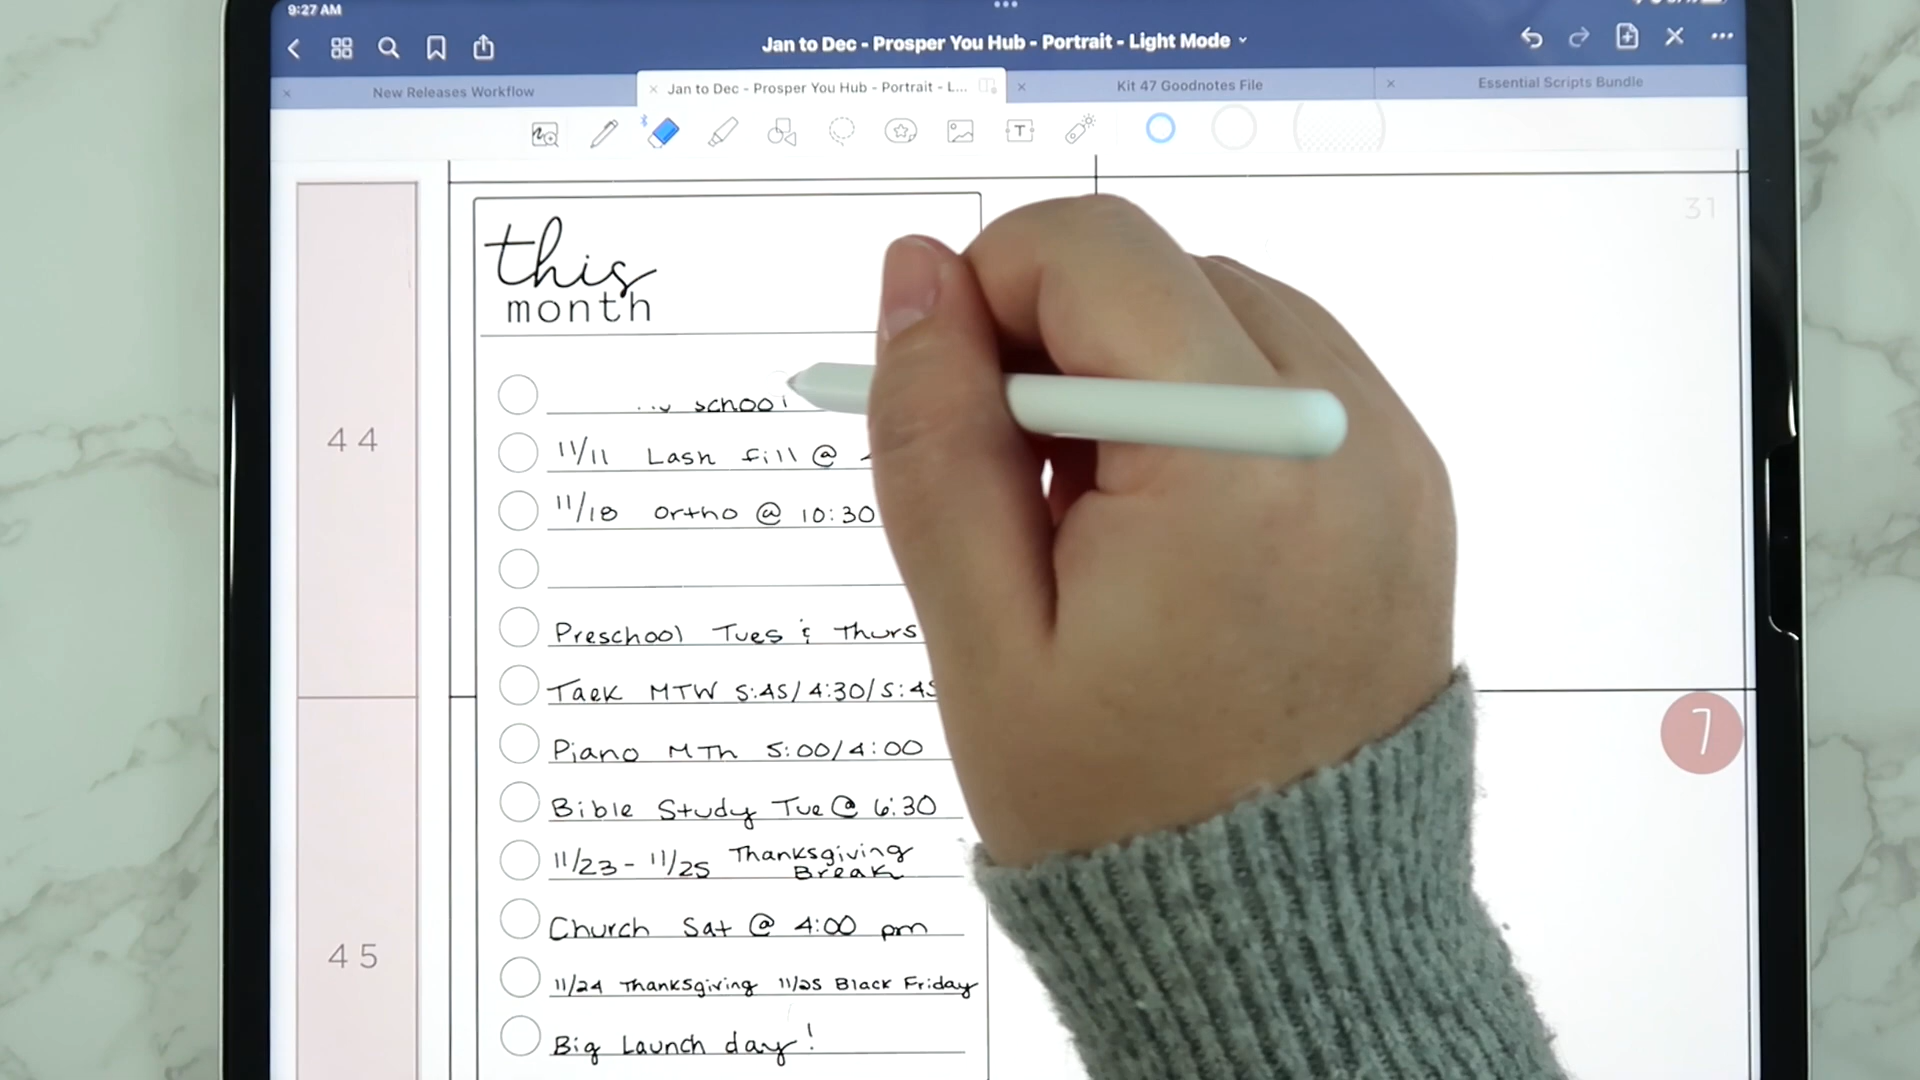 9:27 AM
Jan to Dec - Prosper You Hub - Portrait - Light Mode
New Releases Workflow
Jan to Dec - Prosper You Hub - Portrait - L...
Kit 47 Goodnotes File
Essential Scripts Bundle
T
31
this
month
school
11/11 Lash fill @
11/18 ortho @ 10:30
44
Preschool Tues & Thurs
Taek MTW 5:45/4:30/5:45
7
Piano MTh 5:00/4:00
Bible Study Tue @ 6:30
11/23 - 11/25 Thanksgiving
Break
Church Sat @ 4:00 pm
45
11/24 Thanksgiving 11/25 Black Friday
Big Launch day!